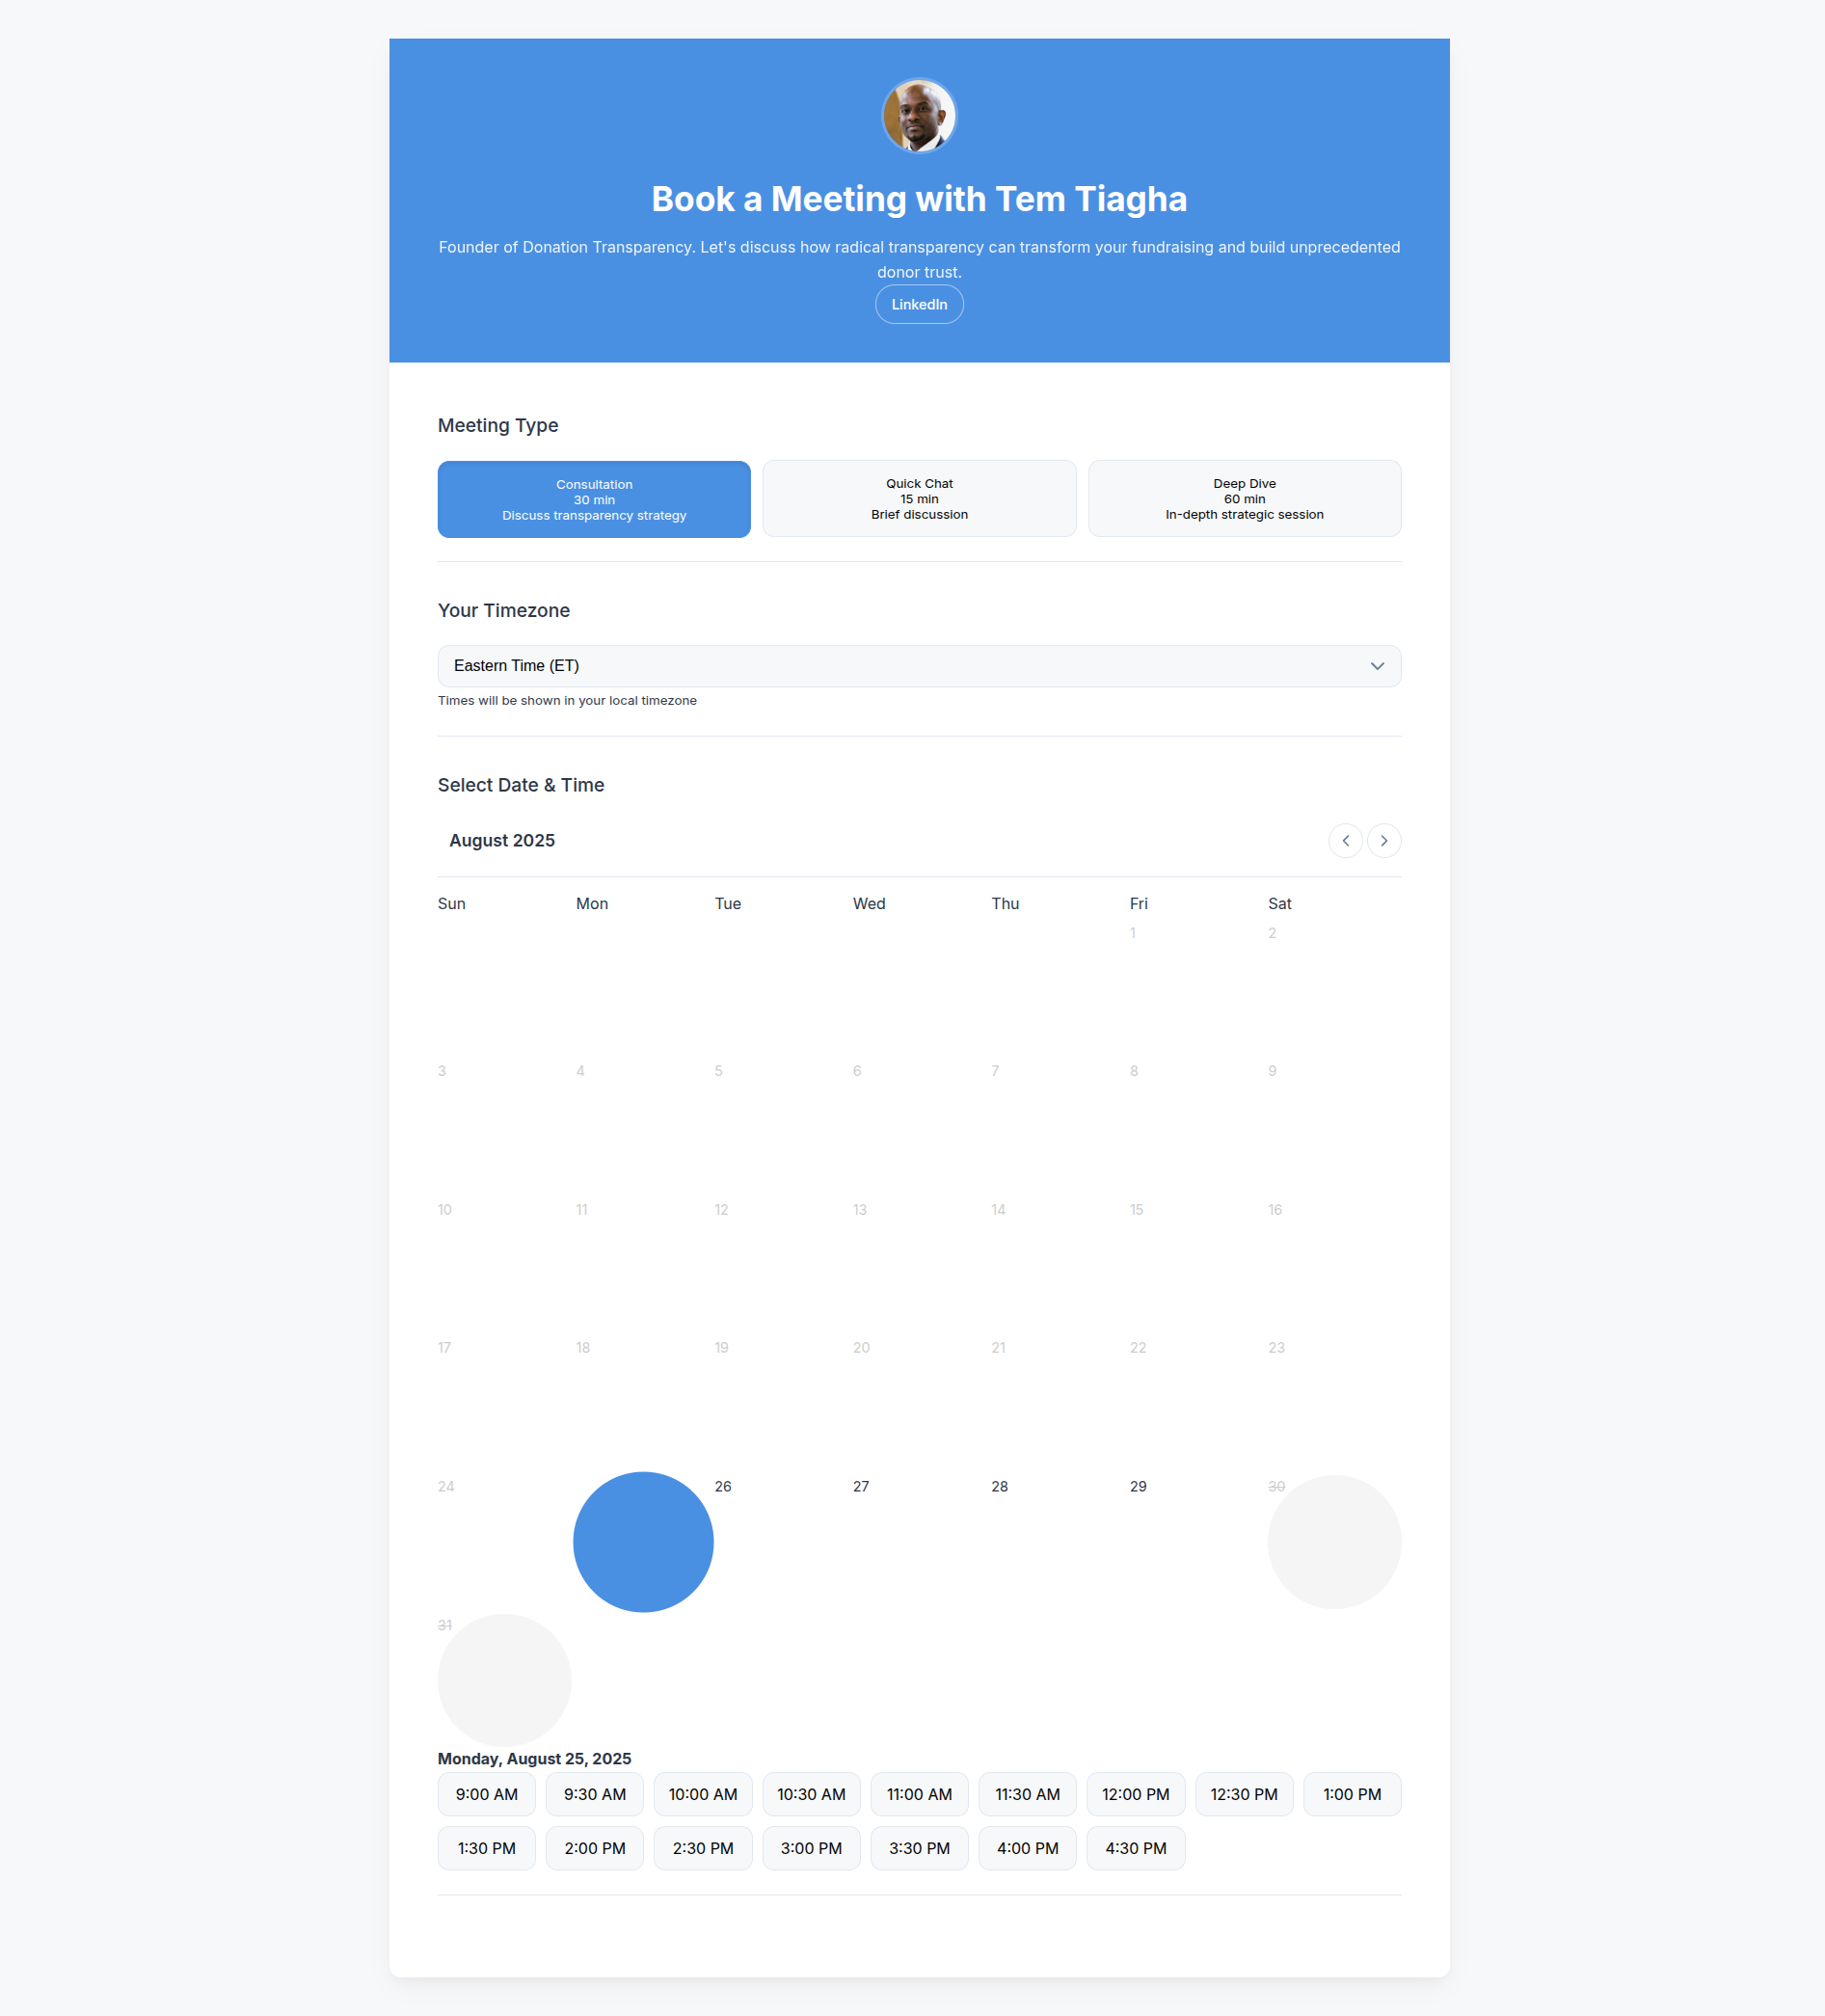 Book a Meeting with Tem Tiagha
Founder of Donation Transparency. Let's discuss how radical transparency can transform your fundraising and build unprecedented
donor trust.
LinkedIn
Meeting Type
Consultation
30 min
Discuss transparency strategy
Quick Chat
15 min
Brief discussion
Deep Dive
60 min
In-depth strategic session
Your Timezone
Eastern Time (ET)
Times will be shown in your local timezone
Select Date & Time
August 2025
Sun Mon Tue Wed Thu Fri Sat
1 2
3 4 5 6 7 8 9
10 11 12 13 14 15 16
17 18 19 20 21 22 23
24 26 27 28 29 30
31
Monday, August 25, 2025
9:00 AM 9:30 AM 10:00 AM 10:30 AM 11:00 AM 11:30 AM 12:00 PM 12:30 PM 1:00 PM
1:30 PM 2:00 PM 2:30 PM 3:00 PM 3:30 PM 4:00 PM 4:30 PM